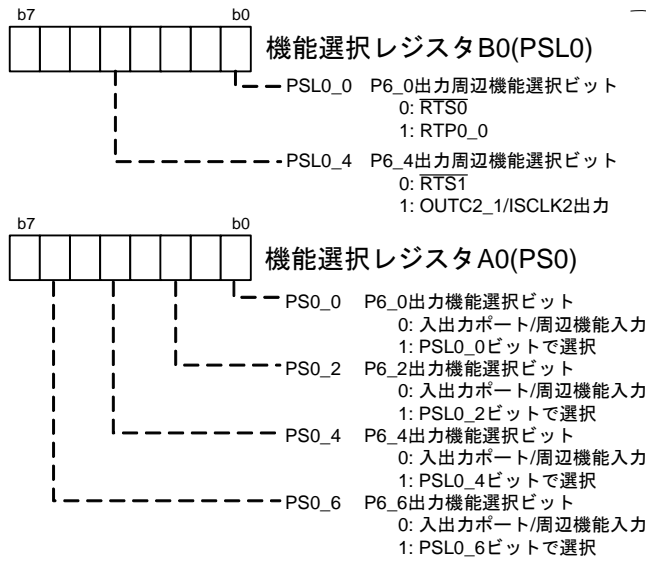 b7 b0
機能選択レジスタB0(PSL0)
PSL0_0 P6_0出力周辺機能選択ビット
0: RTS0
1: RTP0_0
PSL0_4 P6_4出力周辺機能選択ビット
0: RTS1
1: OUTC2_1/ISCLK2出力
b7 b0
機能選択レジスタA0(PS0)
PS0_0 P6_0出力機能選択ビット
0: 入出力ポート/周辺機能入力
1: PSL0_0ビットで選択
PS0_2 P6_2出力機能選択ビット
0: 入出力ポート/周辺機能入力
1: PSL0_2ビットで選択
PS0_4 P6_4出力機能選択ビット
0: 入出力ポート/周辺機能入力
1: PSL0_4ビットで選択
PS0_6 P6_6出力機能選択ビット
0: 入出力ポート/周辺機能入力
1: PSL0_6ビットで選択